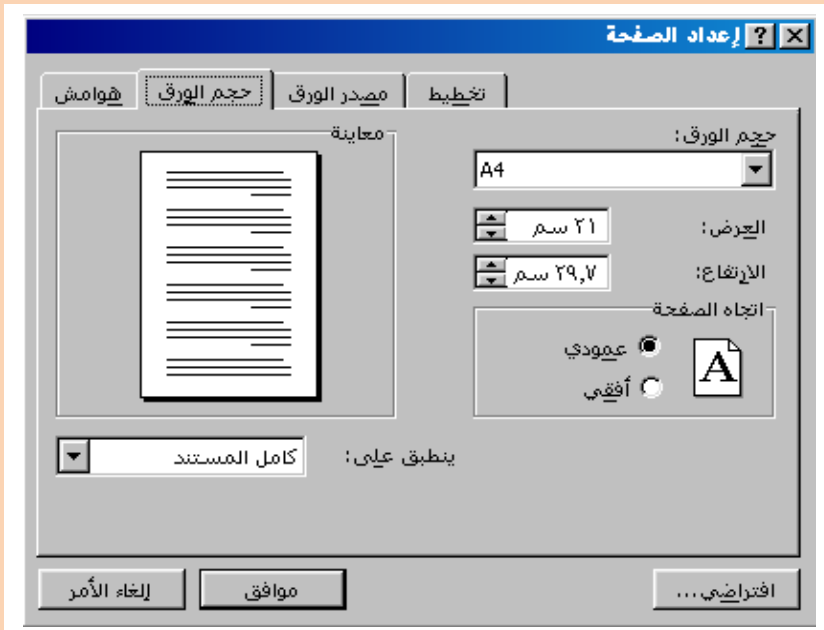 إعداد الصفحة
هوامش حجم الورق مصدر الورق تخطيط
حجم الورق:
A4
العرض: ٢١ سم
الارتفاع: ٢٩,٧ سم
اتجاه الصفحة
A
عمودي
أفقي
معاينة
ينطبق على: كامل المستند
افتراضي... موافق إلغاء الأمر